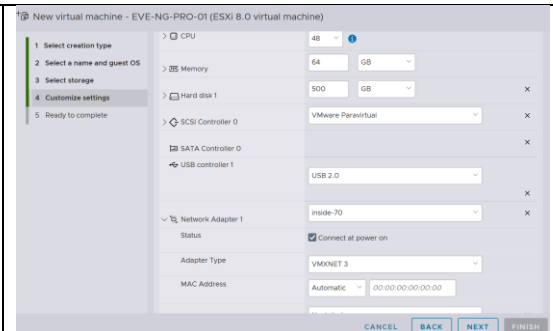 New virtual machine - EVE-NG-PRO-01 (ESXi 8.0 virtual machine)
1 Select creation type
2 Select a name and guest OS
3 Select storage
4 Customize settings
5 Ready to complete
CPU 48
Memory 64 GB
Hard disk 1 500 GB
SCSI Controller 0 VMware Paravirtual
SATA Controller 0
USB controller 1
USB 2.0
Network Adapter 1 inside-70
Status Connect at power on
Adapter Type VMXNET 3
MAC Address Automatic 00:00:00:00:00:00
CANCEL BACK NEXT FINISH